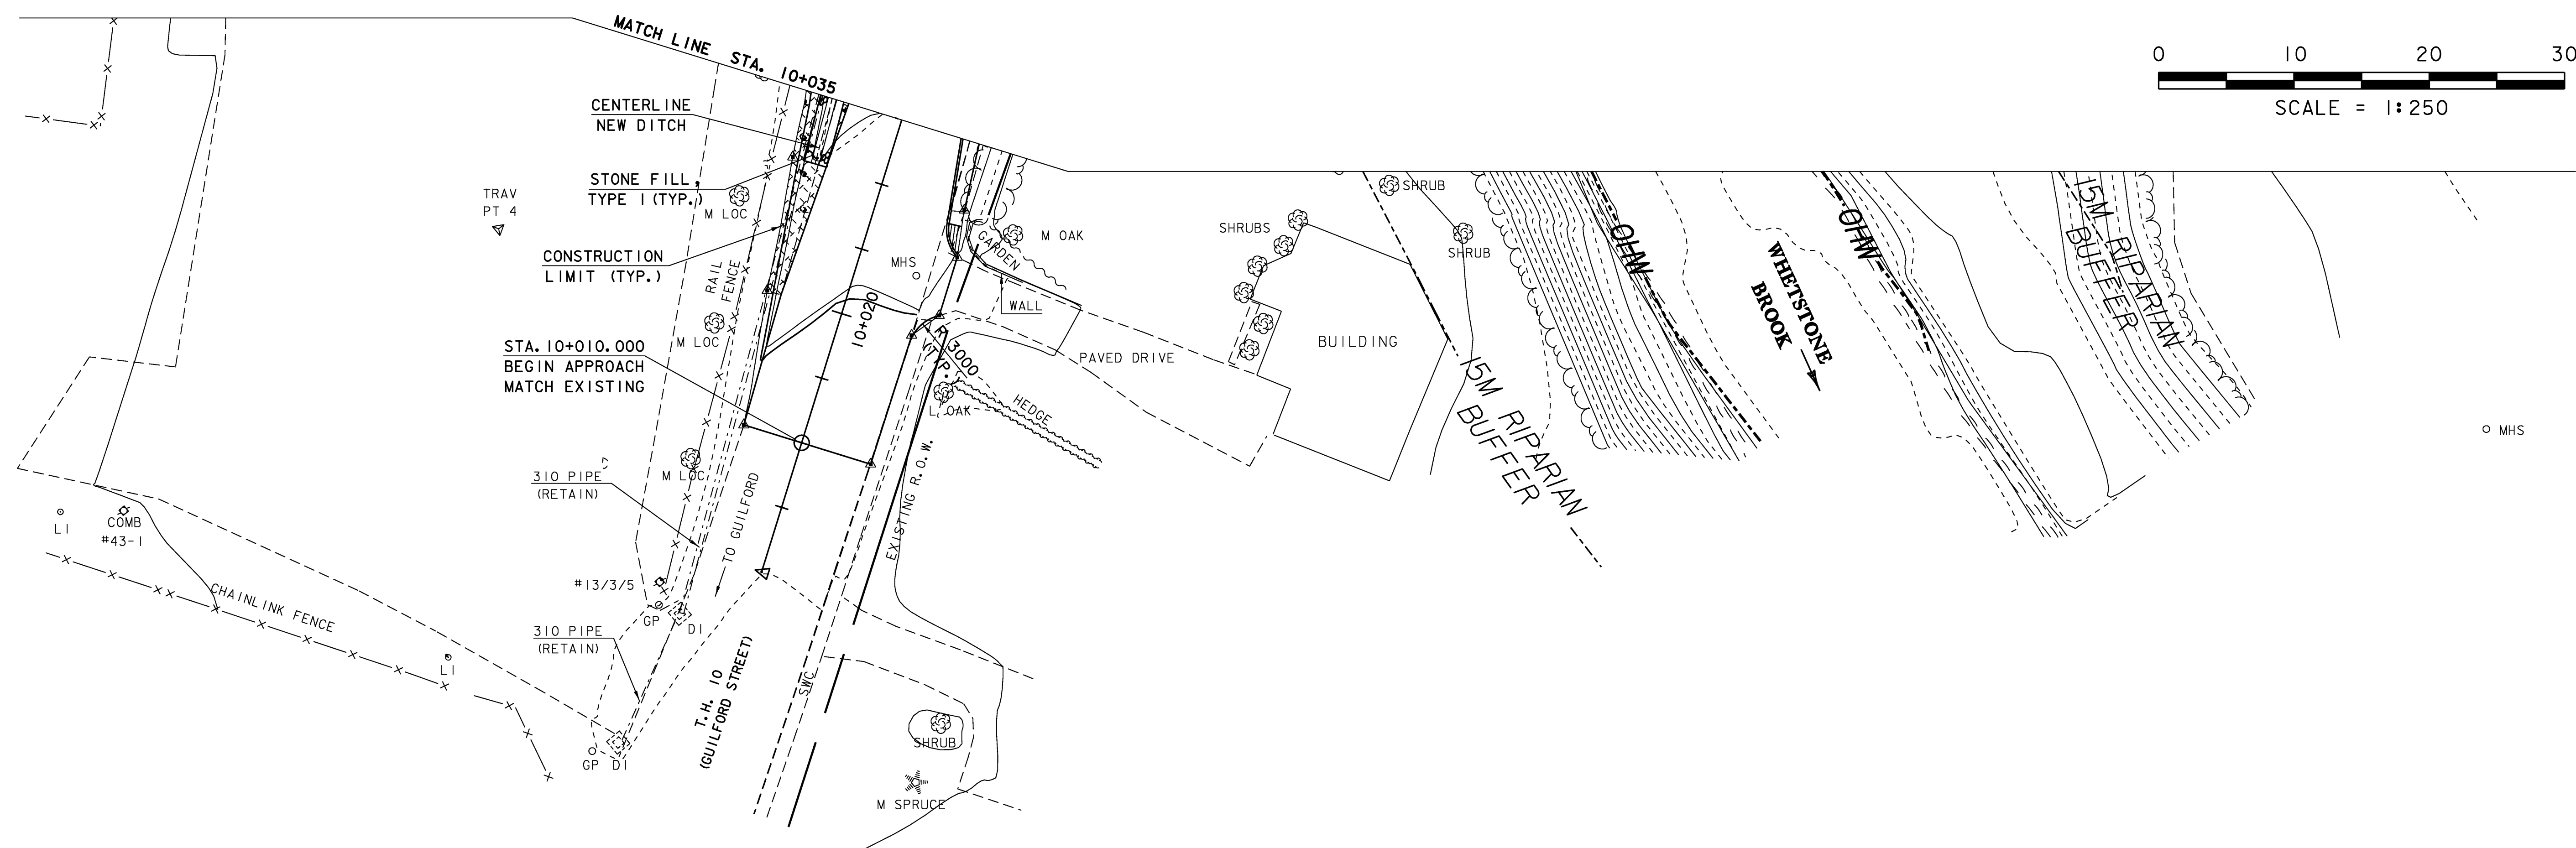 MATCH LINE STA. 10+035
0 10 20 30
SCALE = 1:250
CENTERLINE
NEW DITCH
STONE FILL,
TYPE I (TYP.)
CONSTRUCTION
LIMIT (TYP.)
TRAV
PT 4
M LOC
RAIL
FENCE
M LOC
STA. 10+010.000
BEGIN APPROACH
MATCH EXISTING
M LOC
MHS
10+020
GARDEN
M OAK
WALL
R 3000
(TYP.)
L OAK
HEDGE
PAVED DRIVE
SHRUBS
SHRUB
SHRUB
BUILDING
15M RIPARIAN
BUFFER
OHW
WHETSTONE
BROOK
OHW
15M RIPARIAN
BUFFER
MHS
310 PIPE
(RETAIN)
TO GUILFORD
EXISTING R.O.W.
LI
COMB
#43-1
CHAINLINK FENCE
LI
#13/3/5
GP
DI
310 PIPE
(RETAIN)
GP DI
T.H. 10
(GUILFORD STREET)
SWC
SHRUB
M SPRUCE